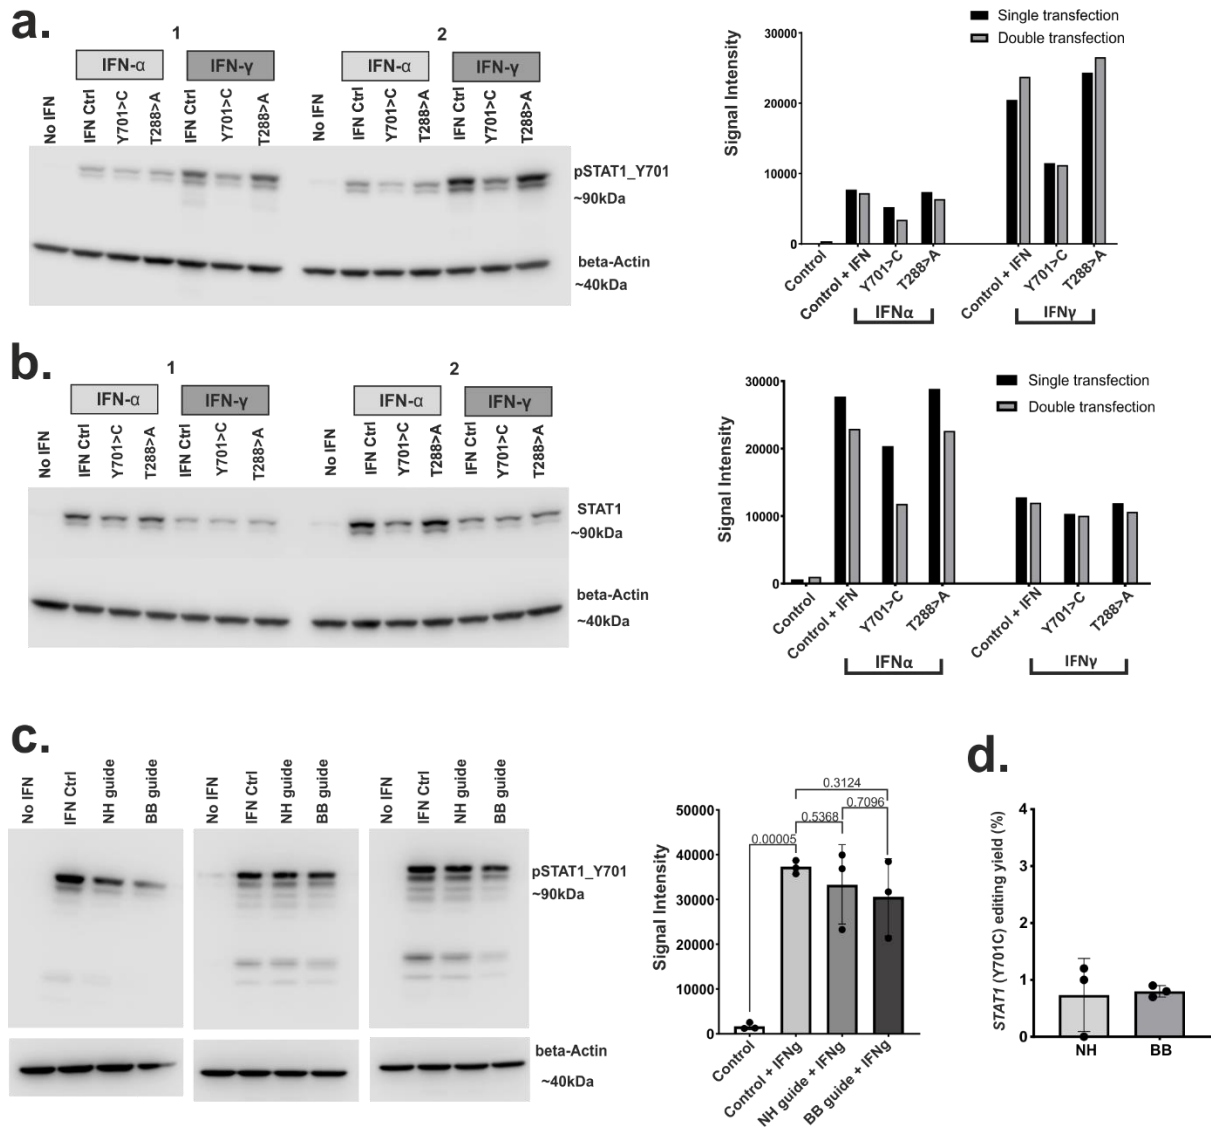 a.
1
2
IFN-α
IFN-γ
IFN-α
IFN-γ
No IFN
IFN Ctrl
Y701>C
T288>A
IFN Ctrl
Y701>C
T288>A
No IFN
IFN Ctrl
Y701>C
T288>A
IFN Ctrl
Y701>C
T288>A
pSTAT1_Y701
~90kDa
beta-Actin
~40kDa
Single transfection
Double transfection
Signal Intensity
30000
20000
10000
0
Control
Control + IFN
Y701>C
T288>A
Control + IFN
Y701>C
T288>A
IFNα
IFNγ
b.
1
2
IFN-α
IFN-γ
IFN-α
IFN-γ
No IFN
IFN Ctrl
Y701>C
T288>A
IFN Ctrl
Y701>C
T288>A
No IFN
IFN Ctrl
Y701>C
T288>A
IFN Ctrl
Y701>C
T288>A
STAT1
~90kDa
beta-Actin
~40kDa
Single transfection
Double transfection
Signal Intensity
30000
20000
10000
0
Control
Control + IFN
Y701>C
T288>A
Control + IFN
Y701>C
T288>A
IFNα
IFNγ
c.
No IFN
IFN Ctrl
NH guide
BB guide
No IFN
IFN Ctrl
NH guide
BB guide
No IFN
IFN Ctrl
NH guide
BB guide
pSTAT1_Y701
~90kDa
beta-Actin
~40kDa
Signal Intensity
50000
40000
30000
20000
10000
0
0.3124
0.7096
0.5368
0.00005
Control
Control + IFNg
NH guide + IFNg
BB guide + IFNg
d.
STAT1 (Y701C) editing yield (%)
4
3
2
1
0
NH
BB